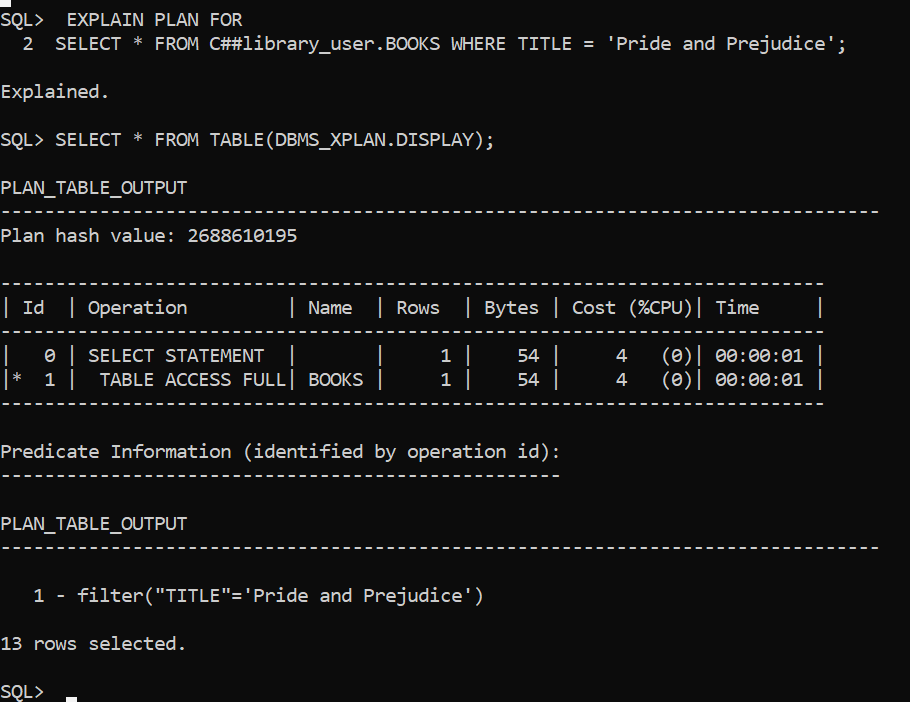 SQL>  EXPLAIN PLAN FOR
  2  SELECT * FROM C##library_user.BOOKS WHERE TITLE = 'Pride and Prejudice';
Explained.
SQL> SELECT * FROM TABLE(DBMS_XPLAN.DISPLAY);
PLAN_TABLE_OUTPUT
--------------------------------------------------------------------------------
Plan hash value: 2688610195
---------------------------------------------------------------------------
| Id  | Operation         | Name  | Rows  | Bytes | Cost (%CPU)| Time     |
---------------------------------------------------------------------------
|   0 | SELECT STATEMENT  |       |     1 |    54 |     4   (0)| 00:00:01 |
|*  1 |  TABLE ACCESS FULL| BOOKS |     1 |    54 |     4   (0)| 00:00:01 |
---------------------------------------------------------------------------
Predicate Information (identified by operation id):
---------------------------------------------------
PLAN_TABLE_OUTPUT
--------------------------------------------------------------------------------
   1 - filter("TITLE"='Pride and Prejudice')
13 rows selected.
SQL>